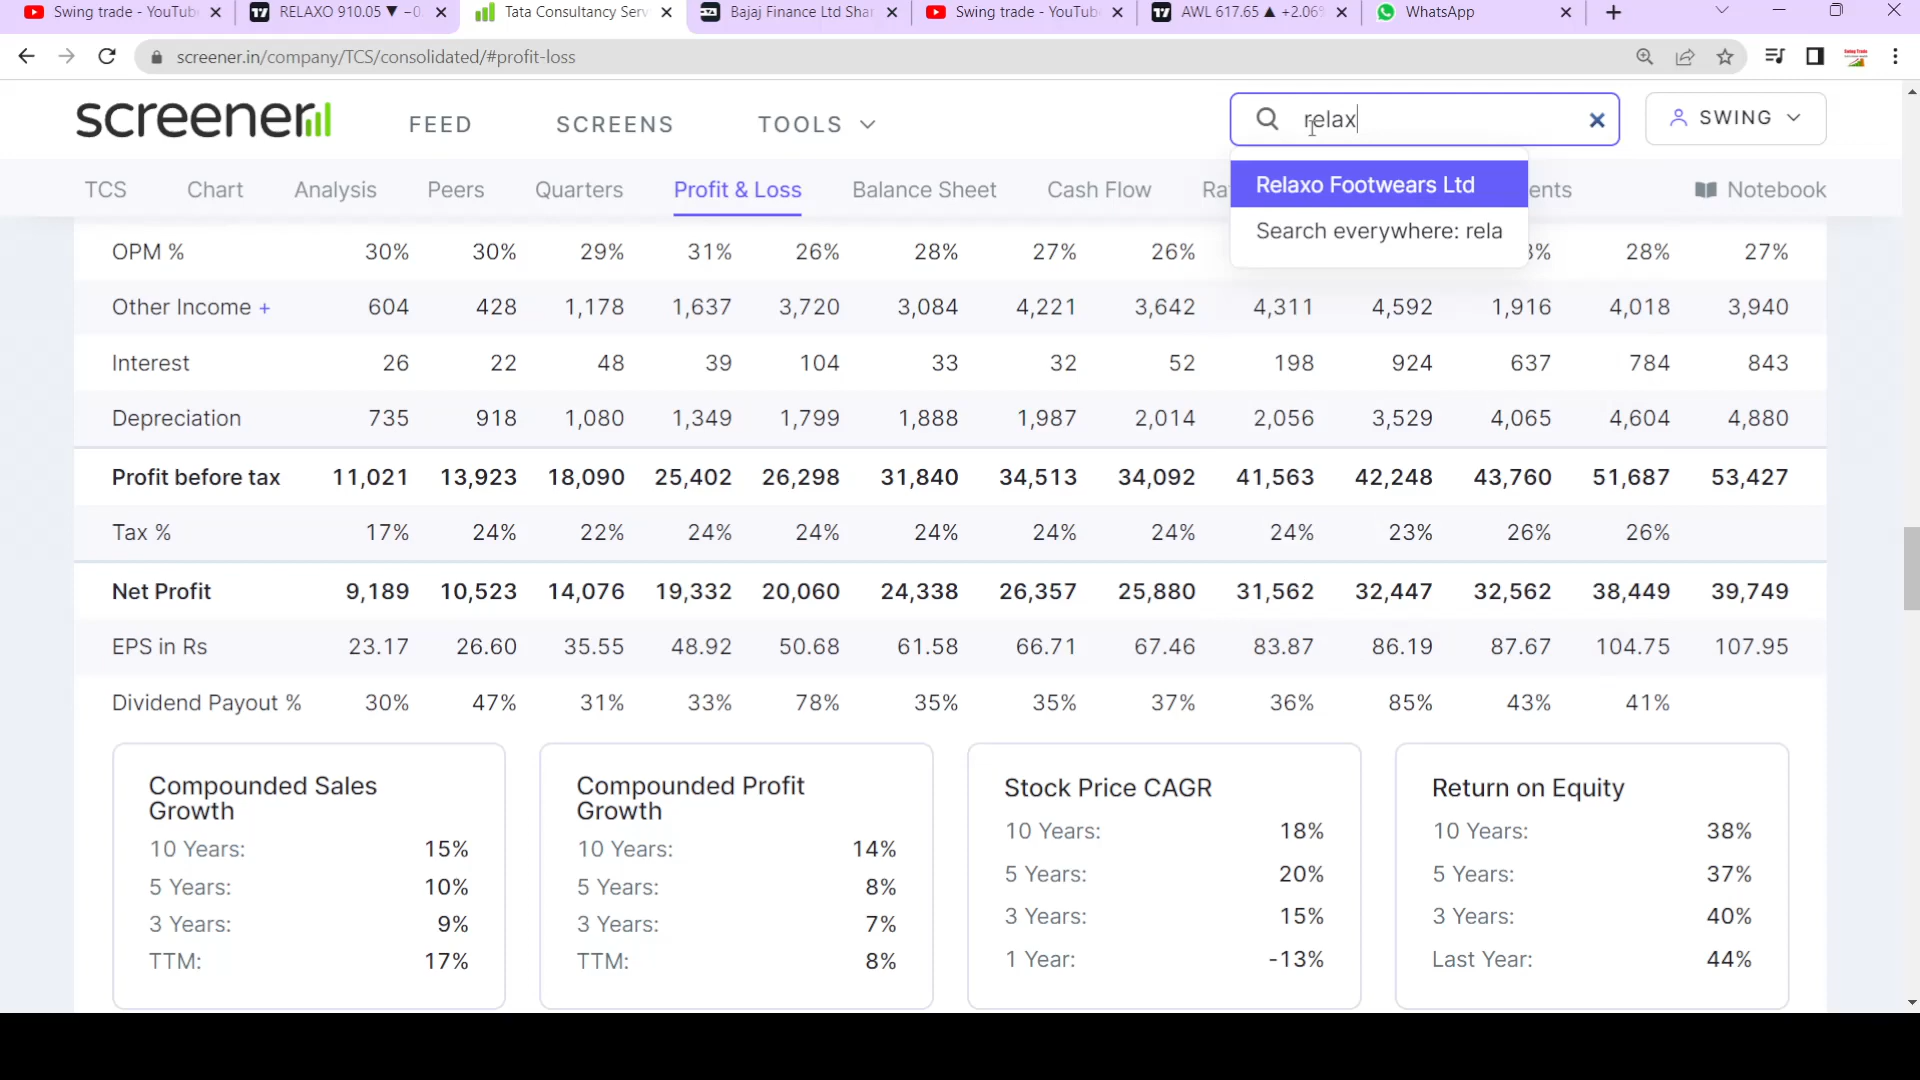 Swing trade - YouTub
RELAXO 910.05 ▼ −0.
Tata Consultancy Serv
Bajaj Finance Ltd Shar
Swing trade - YouTub
AWL 617.65 ▲ +2.06%
WhatsApp
screener.in/company/TCS/consolidated/#profit-loss
screener FEED SCREENS TOOLS relax SWING
TCS Chart Analysis Peers Quarters Profit & Loss Balance Sheet Cash Flow Ra ents Notebook
Relaxo Footwears Ltd
Search everywhere: rela
OPM % 30% 30% 29% 31% 26% 28% 27% 26% 8% 28% 27%
Other Income + 604 428 1,178 1,637 3,720 3,084 4,221 3,642 4,311 4,592 1,916 4,018 3,940
Interest 26 22 48 39 104 33 32 52 198 924 637 784 843
Depreciation 735 918 1,080 1,349 1,799 1,888 1,987 2,014 2,056 3,529 4,065 4,604 4,880
Profit before tax 11,021 13,923 18,090 25,402 26,298 31,840 34,513 34,092 41,563 42,248 43,760 51,687 53,427
Tax % 17% 24% 22% 24% 24% 24% 24% 24% 24% 23% 26% 26%
Net Profit 9,189 10,523 14,076 19,332 20,060 24,338 26,357 25,880 31,562 32,447 32,562 38,449 39,749
EPS in Rs 23.17 26.60 35.55 48.92 50.68 61.58 66.71 67.46 83.87 86.19 87.67 104.75 107.95
Dividend Payout % 30% 47% 31% 33% 78% 35% 35% 37% 36% 85% 43% 41%
Compounded Sales
Growth
10 Years: 15%
5 Years: 10%
3 Years: 9%
TTM: 17%
Compounded Profit
Growth
10 Years: 14%
5 Years: 8%
3 Years: 7%
TTM: 8%
Stock Price CAGR
10 Years: 18%
5 Years: 20%
3 Years: 15%
1 Year: -13%
Return on Equity
10 Years: 38%
5 Years: 37%
3 Years: 40%
Last Year: 44%